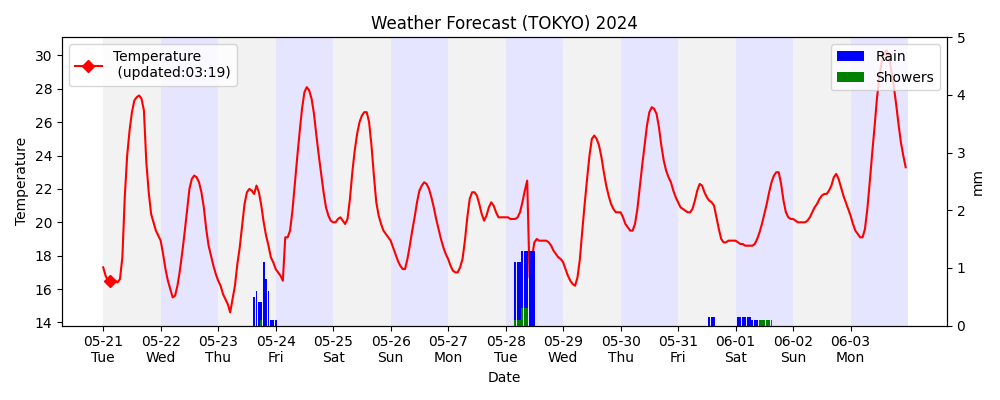 Weather Forecast (TOKYO) 2024
Temperature
(updated:03:19)
Rain
Showers
Temperature
30
28
26
24
22
20
18
16
14
5
4
3
2
1
0
mm
05-21 05-22 05-23 05-24 05-25 05-26 05-27 05-28 05-29 05-30 05-31 06-01 06-02 06-03
Tue Wed Thu Fri Sat Sun Mon Tue Wed Thu Fri Sat Sun Mon
Date